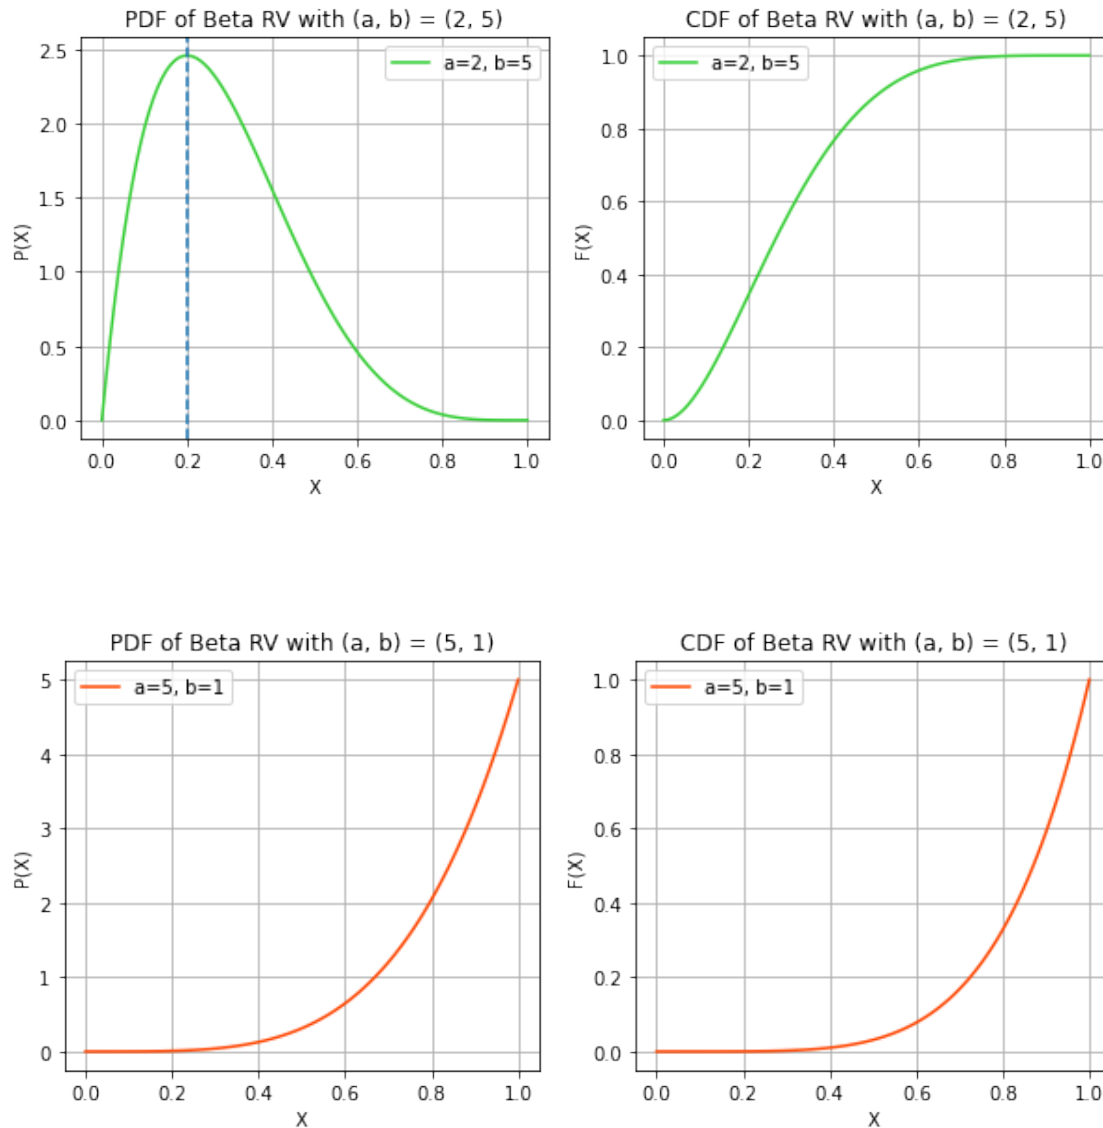 PDF of Beta RV with (a, b) = (2, 5)
a=2, b=5
2.5
2.0
1.5
1.0
0.5
0.0
P(X)
0.0 0.2 0.4 0.6 0.8 1.0
X
CDF of Beta RV with (a, b) = (2, 5)
a=2, b=5
1.0
0.8
0.6
0.4
0.2
0.0
F(X)
0.0 0.2 0.4 0.6 0.8 1.0
X
PDF of Beta RV with (a, b) = (5, 1)
a=5, b=1
5
4
3
2
1
0
P(X)
0.0 0.2 0.4 0.6 0.8 1.0
X
CDF of Beta RV with (a, b) = (5, 1)
a=5, b=1
1.0
0.8
0.6
0.4
0.2
0.0
F(X)
0.0 0.2 0.4 0.6 0.8 1.0
X